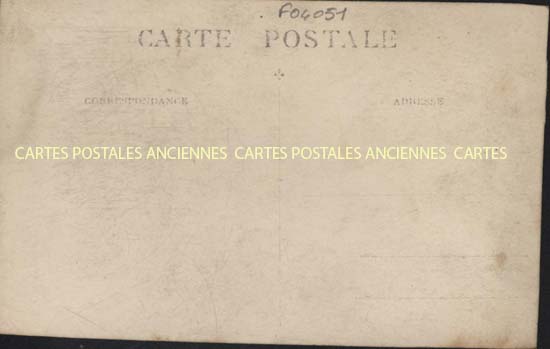 F04051
CARTE POSTALE
CORRESPONDANCE ADRESSE
CARTES POSTALES ANCIENNES CARTES POSTALES ANCIENNES CARTES